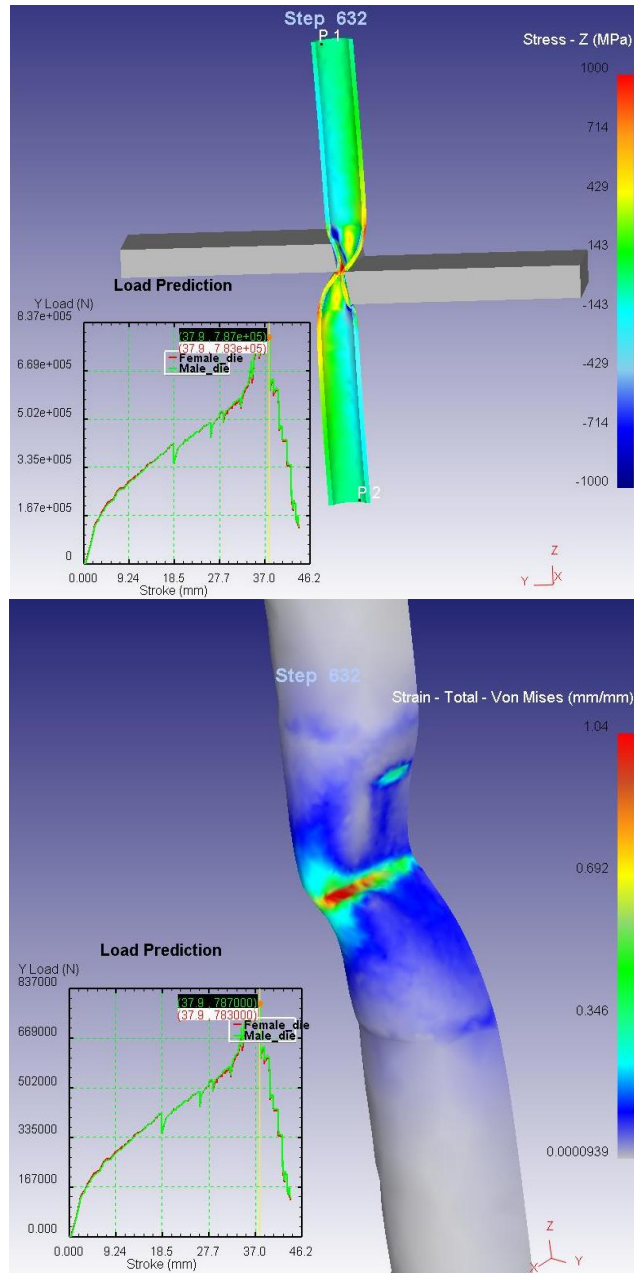 Step 632
P 1
Stress - Z (MPa)
1000
714
429
143
-143
-429
-714
-1000
Load Prediction
Y Load (N)
8.37e+005
(37.9 , 7.87e+05)
(37.9 , 7.83e+05)
Female_die
Male_die
6.69e+005
5.02e+005
3.35e+005
1.67e+005
0
0.000 9.24 18.5 27.7 37.0 46.2
Stroke (mm)
P 2
Z
Y X
Step 632
Strain - Total - Von Mises (mm/mm)
1.04
0.692
0.346
0.0000939
Load Prediction
Y Load (N)
837000
(37.9 , 787000)
(37.9 , 783000)
Female_die
Male_die
669000
502000
335000
167000
0.000
0.000 9.24 18.5 27.7 37.0 46.2
Stroke (mm)
Z
X Y